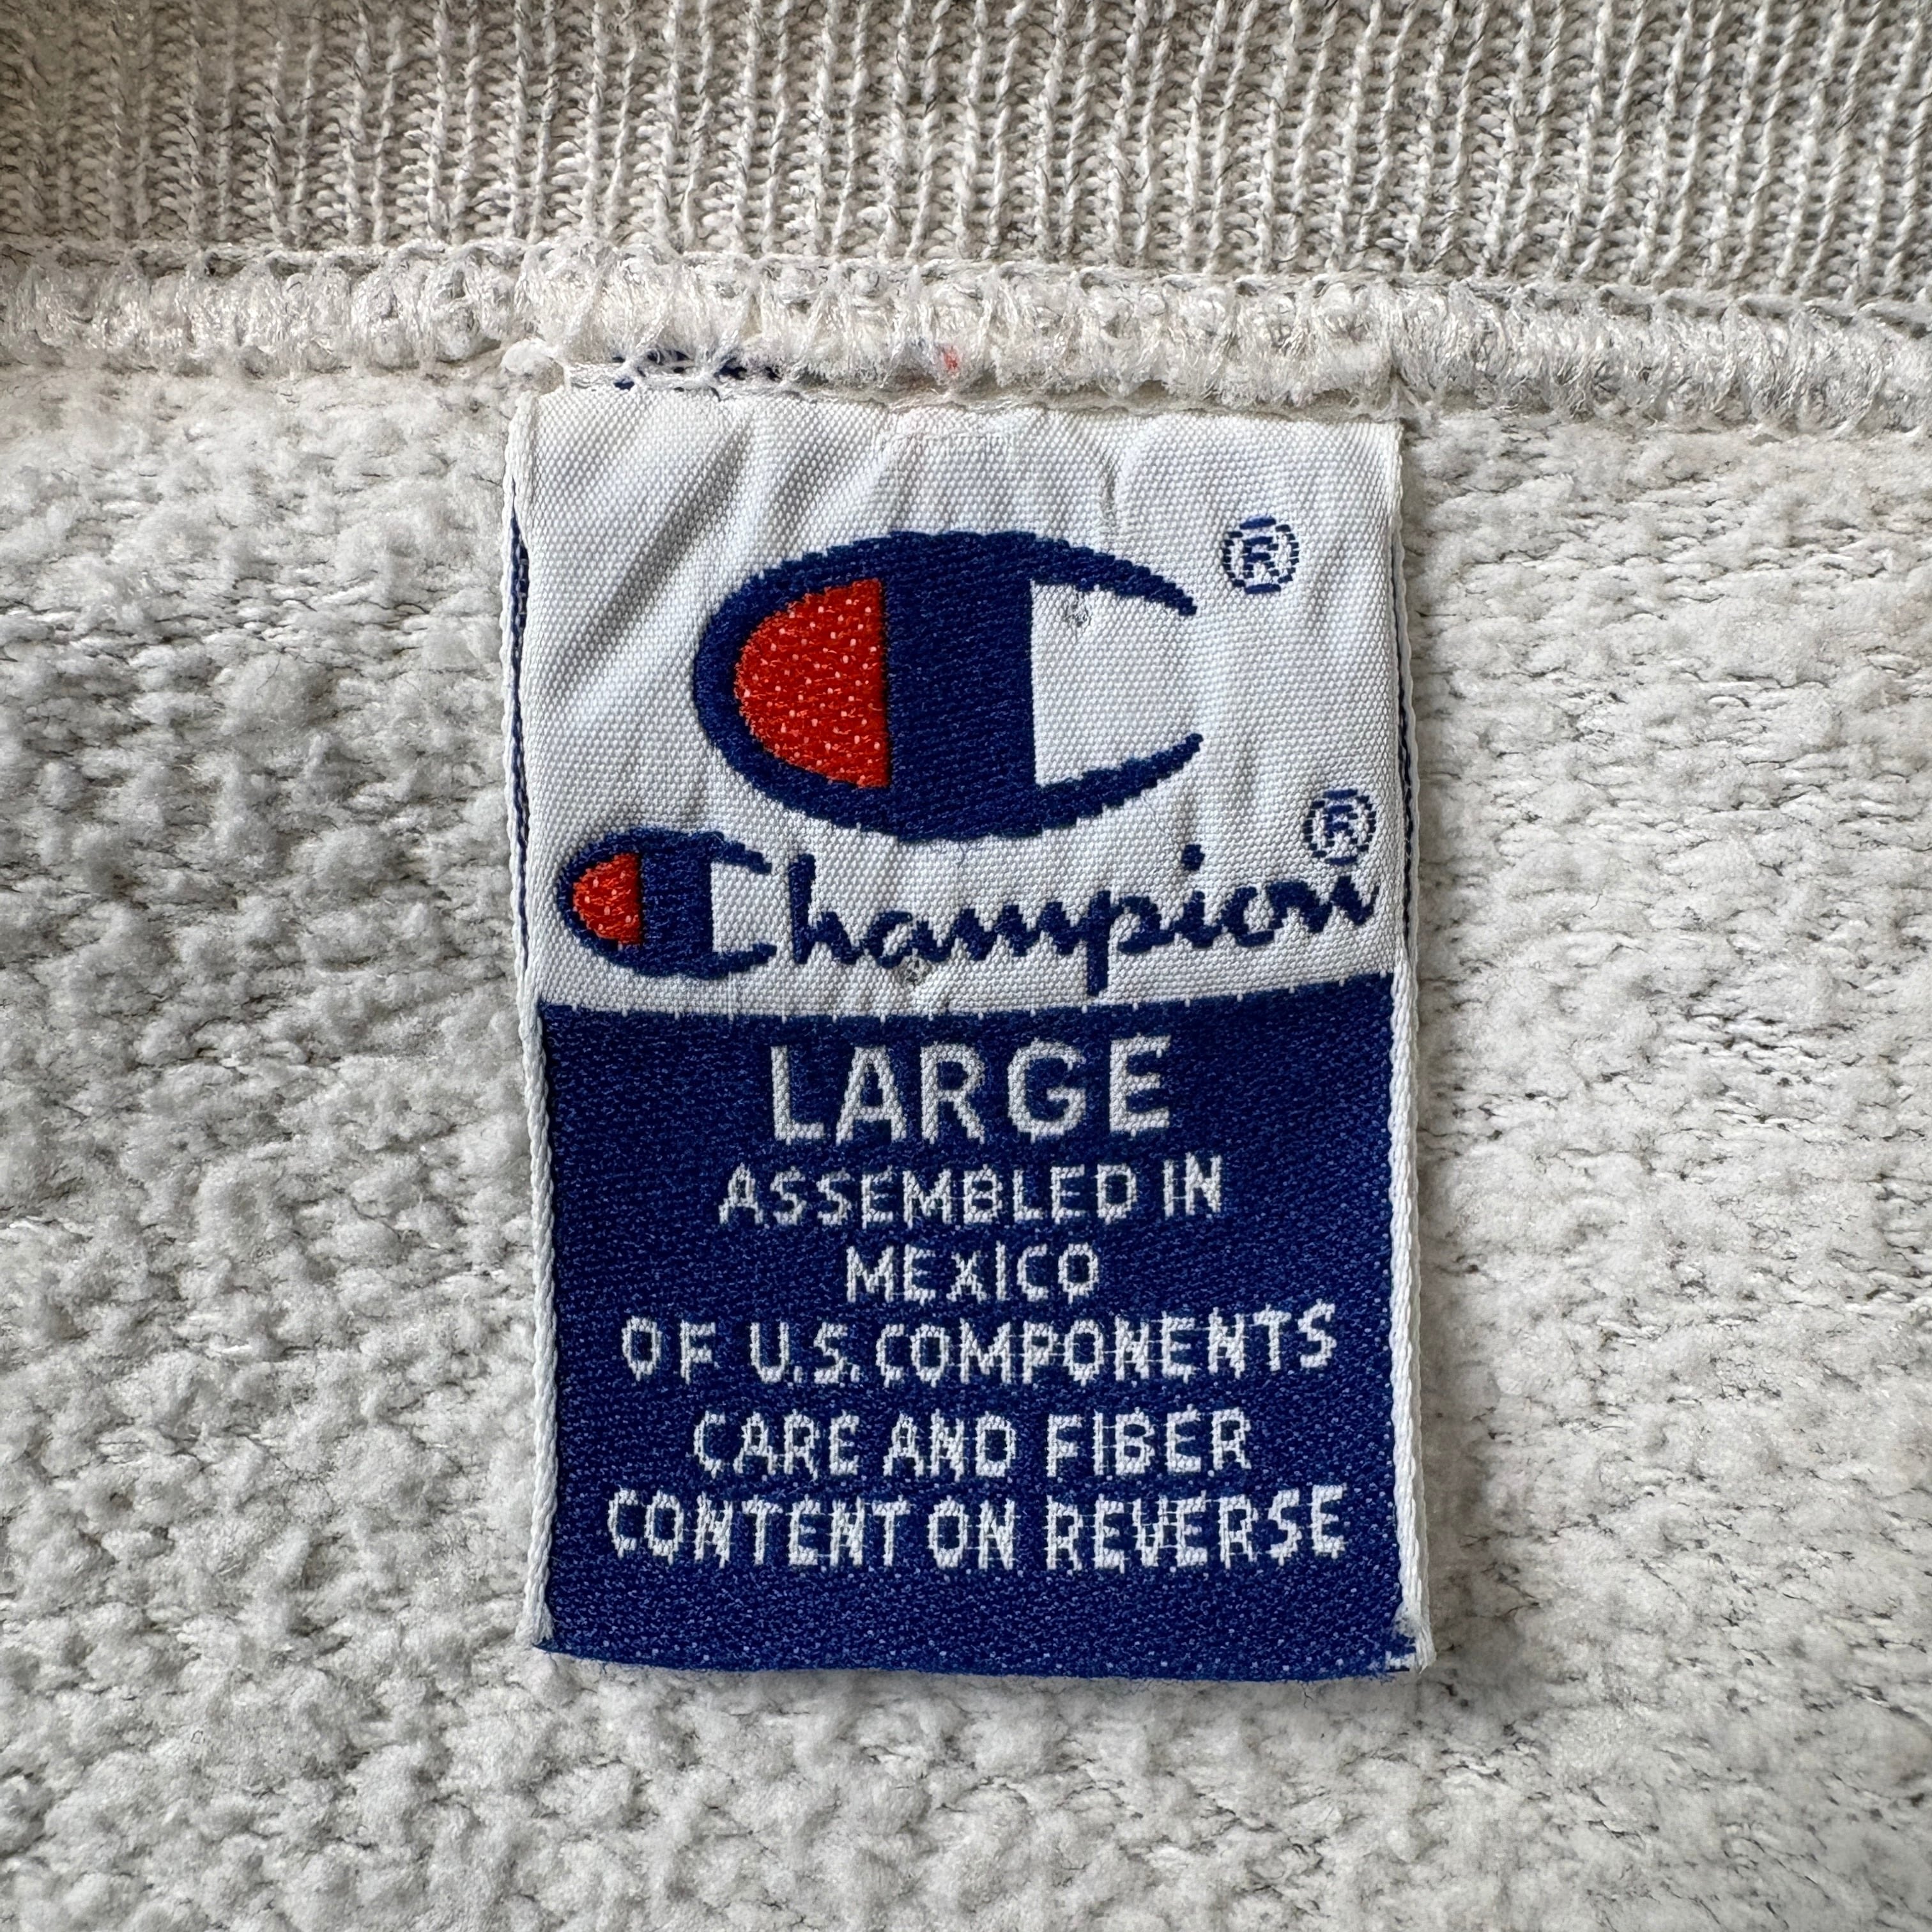 ®
Champion®
LARGE
ASSEMBLED IN
MEXICO
OF U.S. COMPONENTS
CARE AND FIBER
CONTENT ON REVERSE